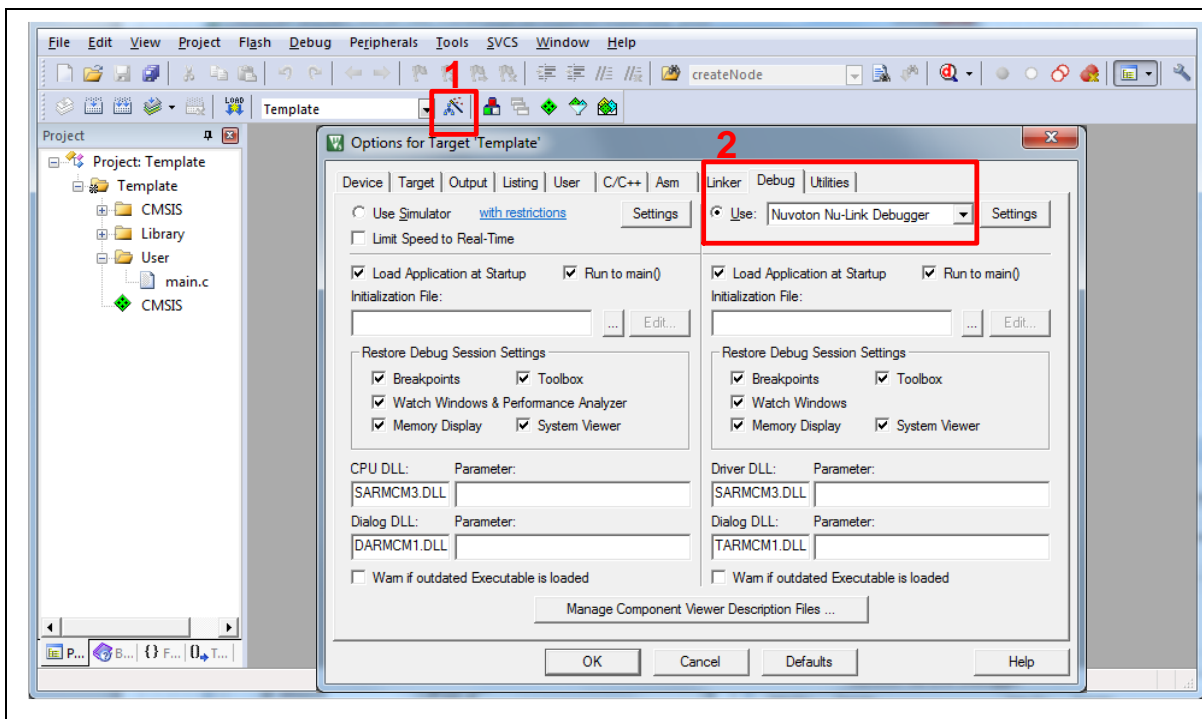 File Edit View Project Flash Debug Peripherals Tools SVCS Window Help
1
createNode
LOAD
Template
Project
Project: Template
Template
CMSIS
Library
User
main.c
CMSIS
P... B... {} F... 0 T...
Options for Target 'Template'
2
Device Target Output Listing User C/C++ Asm Linker Debug Utilities
Use Simulator with restrictions Settings Use: Nuvoton Nu-Link Debugger Settings
Limit Speed to Real-Time
Load Application at Startup Run to main() Load Application at Startup Run to main()
Initialization File: Initialization File:
... Edit... ... Edit...
Restore Debug Session Settings Restore Debug Session Settings
Breakpoints Toolbox Breakpoints Toolbox
Watch Windows & Performance Analyzer Watch Windows
Memory Display System Viewer Memory Display System Viewer
CPU DLL: Parameter: Driver DLL: Parameter:
SARMCM3.DLL SARMCM3.DLL
Dialog DLL: Parameter: Dialog DLL: Parameter:
DARMCM1.DLL TARMCM1.DLL
Warn if outdated Executable is loaded Warn if outdated Executable is loaded
Manage Component Viewer Description Files ...
OK Cancel Defaults Help